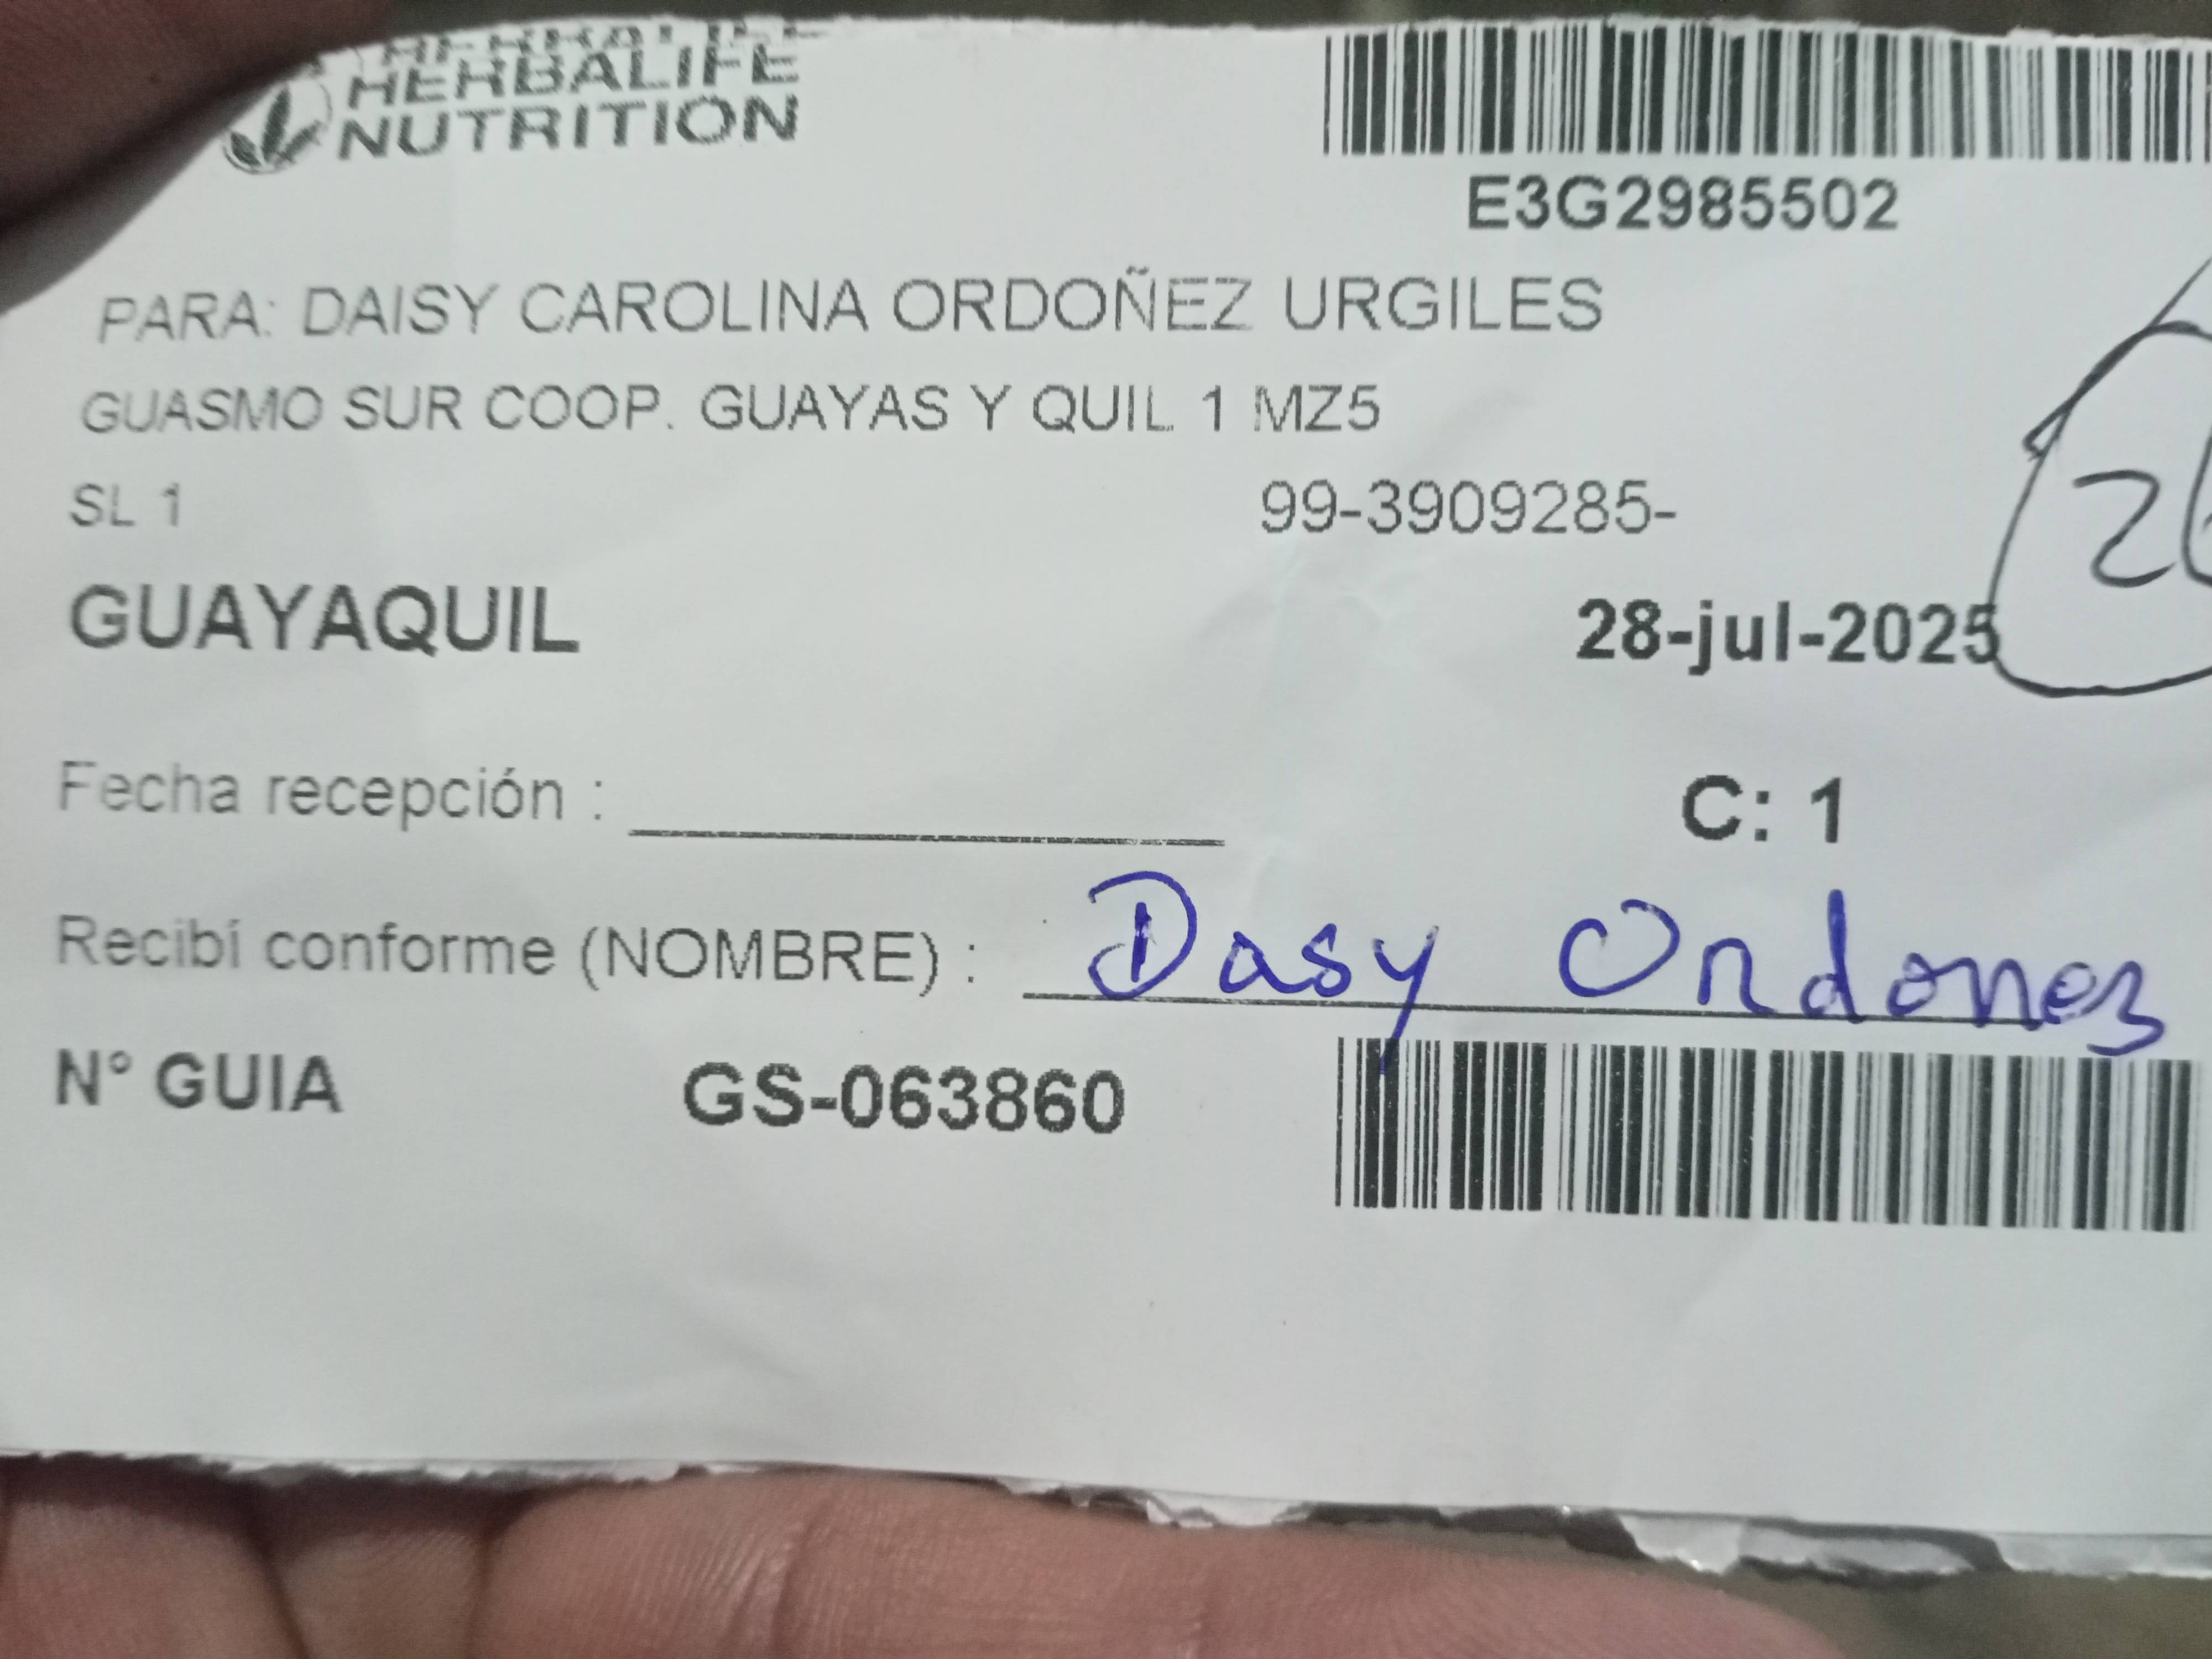 HERBALIFE
HERBALIFE
NUTRITION
E3G2985502
PARA: DAISY CAROLINA ORDOÑEZ URGILES
GUASMO SUR COOP. GUAYAS Y QUIL 1 MZ5
SL 1 99-3909285-
GUAYAQUIL 28-jul-2025
Fecha recepción :
C: 1
Recibí conforme (NOMBRE) : Dasy Ordonez
N° GUIA GS-063860